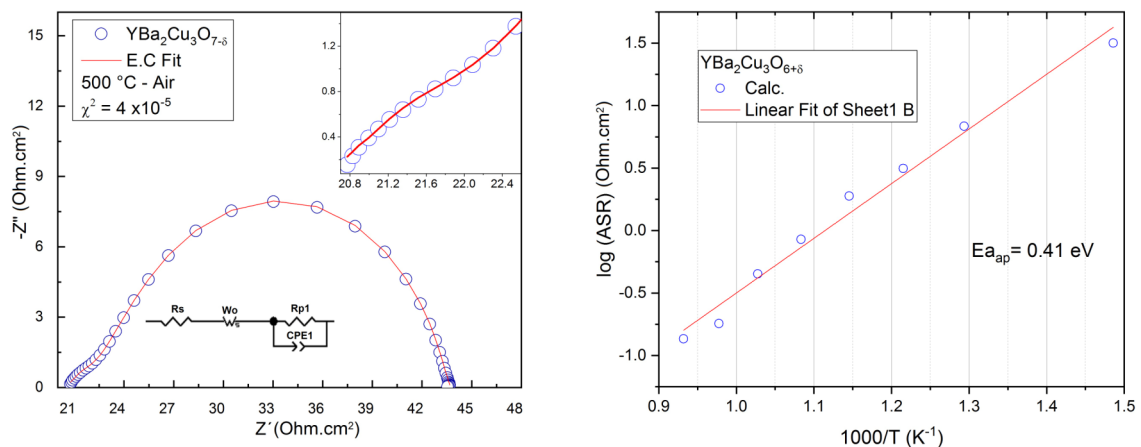 YBa₂Cu₃O₇₋δ
E.C Fit
500 °C - Air
χ² = 4 x10⁻⁵
15
12
9
6
3
0
-Z" (Ohm.cm²)
21 24 27 30 33 36 39 42 45 48
Z´(Ohm.cm²)
1.2
0.8
0.4
20.8 21.2 21.6 22.0 22.4
Rs
Wo
s
Rp1
CPE1
YBa₂Cu₃O₆₊δ
Calc.
Linear Fit of Sheet1 B
Eaₐₚ= 0.41 eV
1.5
1.0
0.5
0.0
-0.5
-1.0
log (ASR) (Ohm.cm²)
0.9 1.0 1.1 1.2 1.3 1.4 1.5
1000/T (K⁻¹)